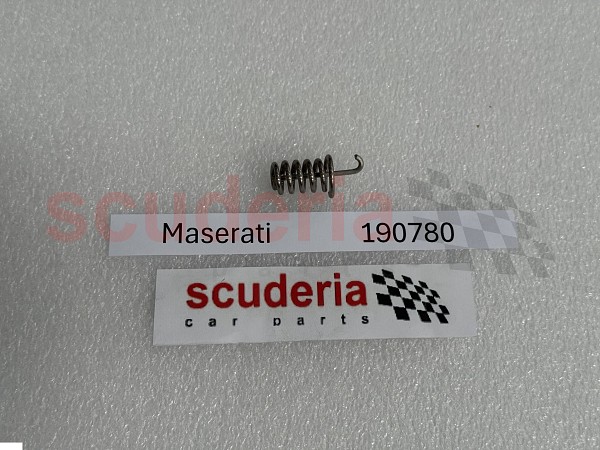 scuderia
Maserati 190780
scuderia
car parts